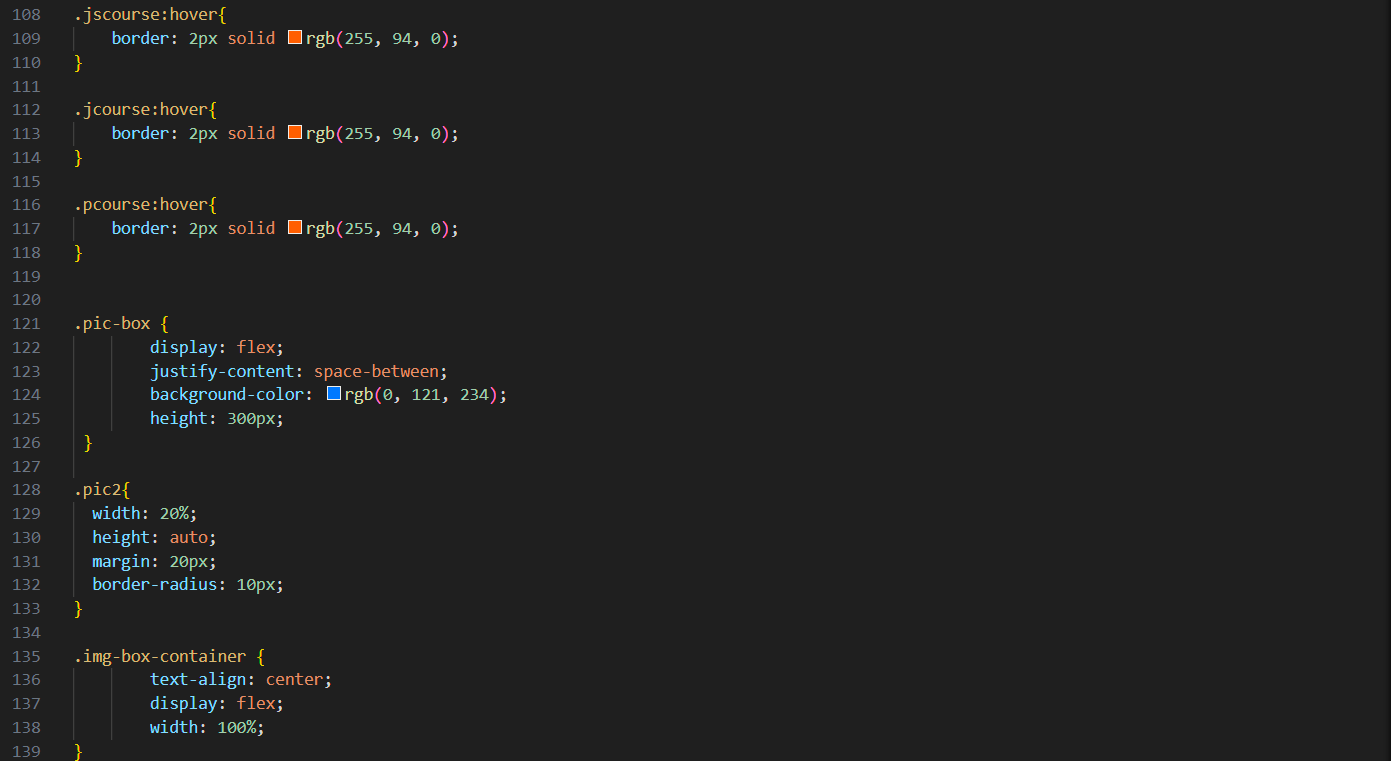 108 .jscourse:hover{
109     border: 2px solid rgb(255, 94, 0);
110 }
111
112 .jcourse:hover{
113     border: 2px solid rgb(255, 94, 0);
114 }
115
116 .pcourse:hover{
117     border: 2px solid rgb(255, 94, 0);
118 }
119
120
121 .pic-box {
122         display: flex;
123         justify-content: space-between;
124         background-color: rgb(0, 121, 234);
125         height: 300px;
126  }
127
128 .pic2{
129   width: 20%;
130   height: auto;
131   margin: 20px;
132   border-radius: 10px;
133 }
134
135 .img-box-container {
136         text-align: center;
137         display: flex;
138         width: 100%;
139 }